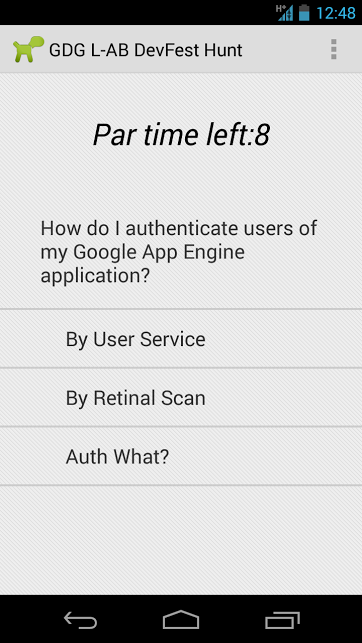 H+ 12:48
GDG L-AB DevFest Hunt
Par time left:8
How do I authenticate users of
my Google App Engine
application?
By User Service
By Retinal Scan
Auth What?